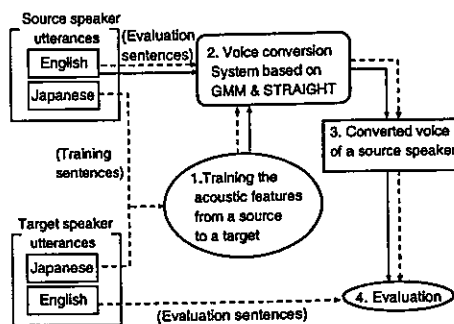 Source speaker
utterances
English
Japanese
(Evaluation
sentences)
2. Voice conversion
System based on
GMM & STRAIGHT
3. Converted voice
of a source speaker
(Training
sentences)
1.Training the
acoustic features
from a source
to a target
Target speaker
utterances
Japanese
English
(Evaluation sentences)
4. Evaluation